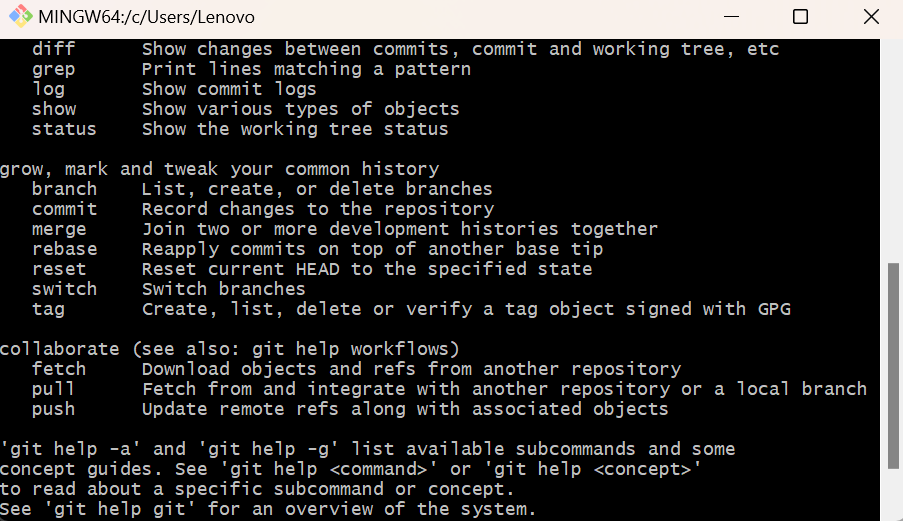 MINGW64:/c/Users/Lenovo
   diff      Show changes between commits, commit and working tree, etc
   grep      Print lines matching a pattern
   log       Show commit logs
   show      Show various types of objects
   status    Show the working tree status

grow, mark and tweak your common history
   branch    List, create, or delete branches
   commit    Record changes to the repository
   merge     Join two or more development histories together
   rebase    Reapply commits on top of another base tip
   reset     Reset current HEAD to the specified state
   switch    Switch branches
   tag       Create, list, delete or verify a tag object signed with GPG

collaborate (see also: git help workflows)
   fetch     Download objects and refs from another repository
   pull      Fetch from and integrate with another repository or a local branch
   push      Update remote refs along with associated objects

'git help -a' and 'git help -g' list available subcommands and some
concept guides. See 'git help <command>' or 'git help <concept>'
to read about a specific subcommand or concept.
See 'git help git' for an overview of the system.